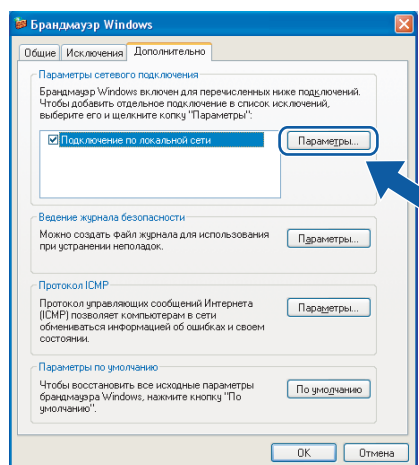 Брандмауэр Windows
Общие Исключения Дополнительно
Параметры сетевого подключения
Брандмауэр Windows включен для перечисленных ниже подключений.
Чтобы добавить отдельное подключение в список исключений,
выберите его и щелкните копку "Параметры":
Подключение по локальной сети
Параметры...
Ведение журнала безопасности
Можно создать файл журнала для использования
при устранении неполадок.
Параметры...
Протокол ICMP
Протокол управляющих сообщений Интернета
(ICMP) позволяет компьютерам в сети
обмениваться информацией об ошибках и своем
состоянии.
Параметры...
Параметры по умолчанию
Чтобы восстановить все исходные параметры
брандмауэра Windows, нажмите кнопку "По
умолчанию".
По умолчанию
OK Отмена